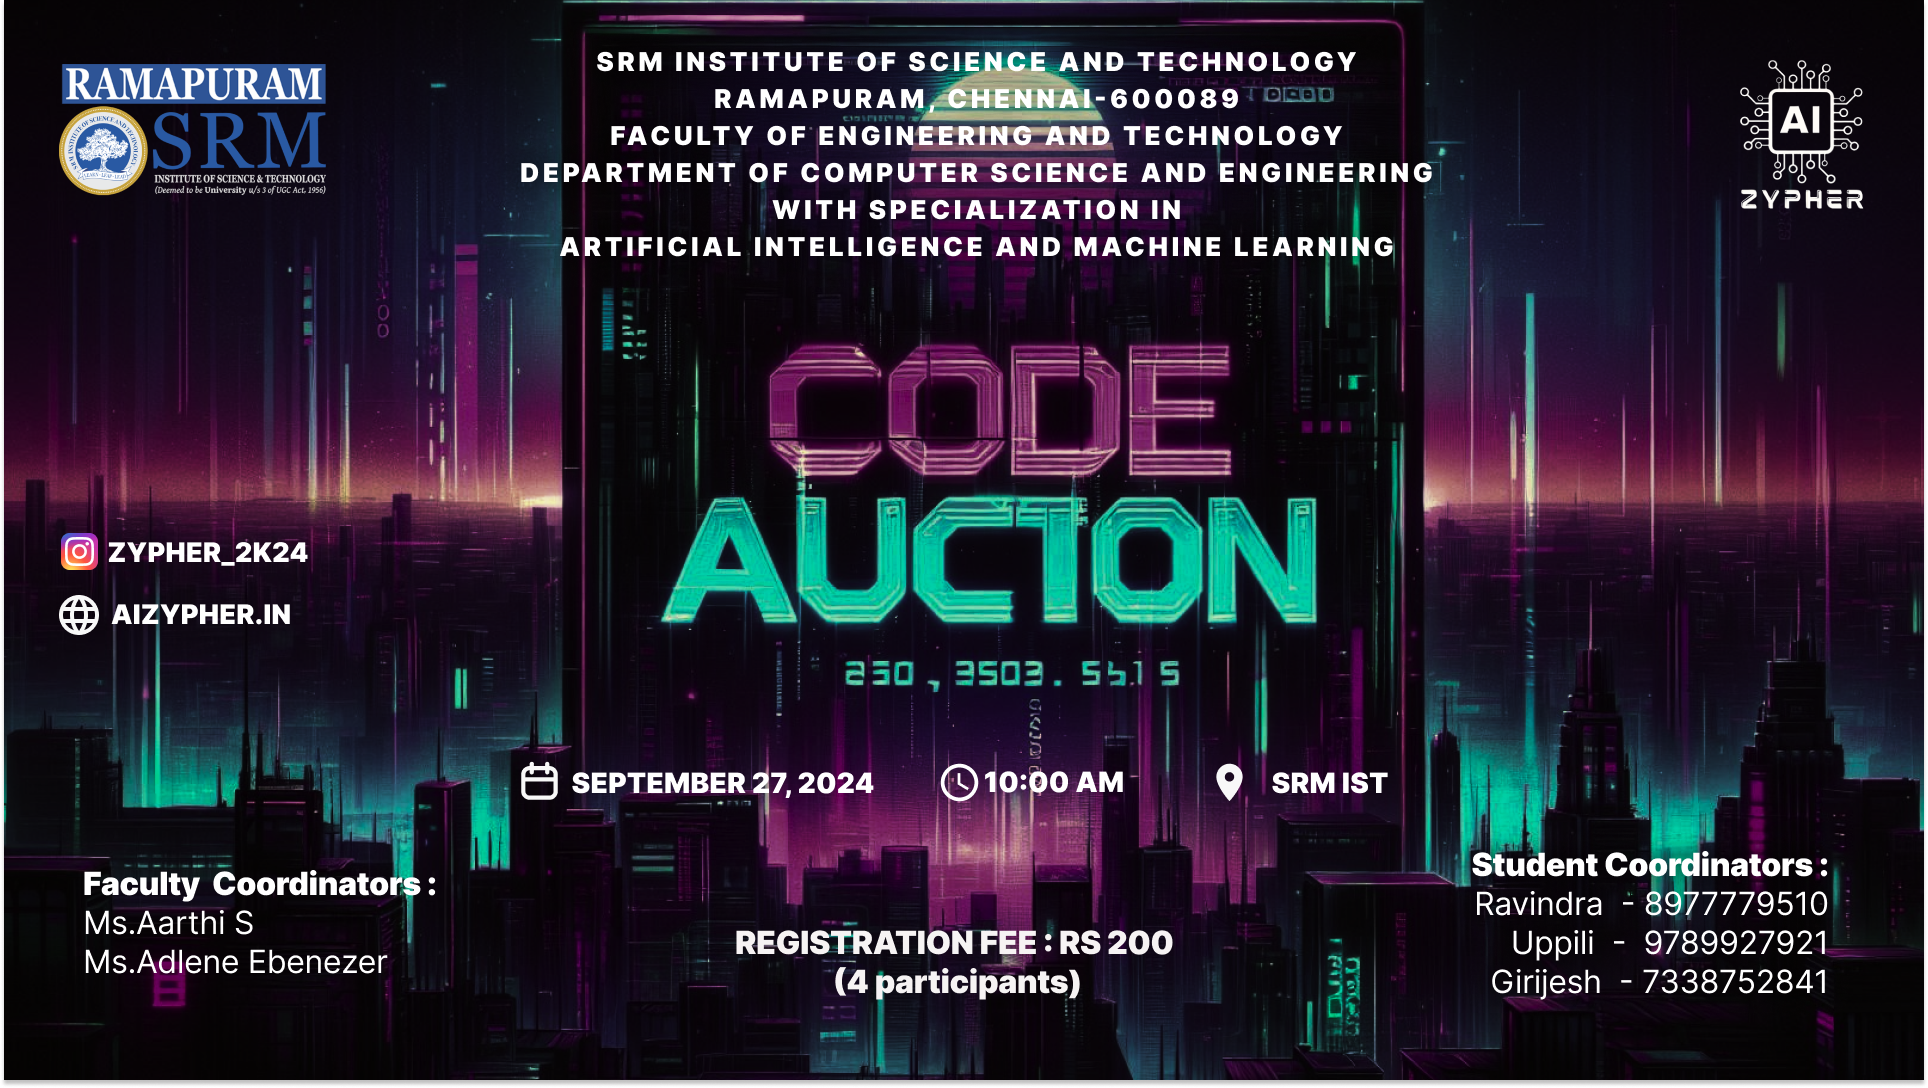 RAMAPURAM
SRM
INSTITUTE OF SCIENCE & TECHNOLOGY
(Deemed to be University u/s 3 of UGC Act, 1956)
SRM INSTITUTE OF SCIENCE AND TECHNOLOGY
RAMAPURAM, CHENNAI-600089
FACULTY OF ENGINEERING AND TECHNOLOGY
DEPARTMENT OF COMPUTER SCIENCE AND ENGINEERING
WITH SPECIALIZATION IN
ARTIFICIAL INTELLIGENCE AND MACHINE LEARNING
AI
ZYPHER
CODE
AUCTON
ZYPHER_2K24
AIZYPHER.IN
SEPTEMBER 27, 2024
10:00 AM
SRM IST
Faculty Coordinators :
Ms.Aarthi S
Ms.Adlene Ebenezer
REGISTRATION FEE : RS 200
(4 participants)
Student Coordinators :
Ravindra - 8977779510
Uppili - 9789927921
Girijesh - 7338752841